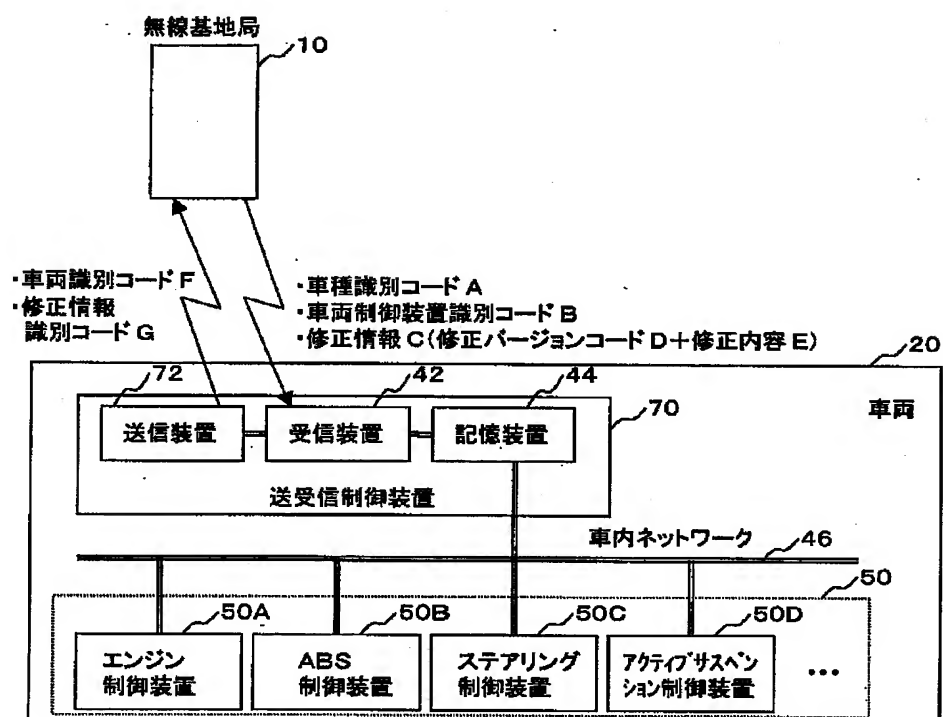 無線基地局
10
・車両識別コードF
・修正情報
識別コードG
・車種識別コードA
・車両制御装置識別コードB
・修正情報C(修正バージョンコードD+修正内容E)
20
車両
72
42
44
70
送信装置
受信装置
記憶装置
送受信制御装置
車内ネットワーク
46
50
50A
50B
50C
50D
エンジン
制御装置
ABS
制御装置
ステアリング
制御装置
アクティブサスペン
ション制御装置
•••